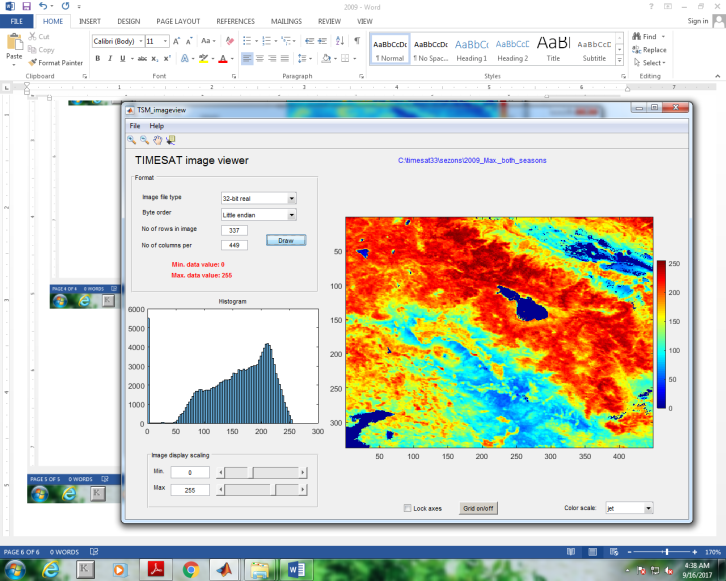 2009 - Word
Sign in
FILE HOME INSERT DESIGN PAGE LAYOUT REFERENCES MAILINGS REVIEW VIEW
Paste
Cut
Copy
Format Painter
Clipboard
Calibri (Body) 11
Font
Paragraph
AaBbCcDc AaBbCcDc AaBbCc AaBbCcC AaBl AaBbCcC
¶ Normal ¶ No Spac... Heading 1 Heading 2 Title Subtitle
Styles
Find
Replace
Select
Editing
TSM_imageview
File Help
TIMESAT image viewer
C:\timesat33\sezons\2009_Max._both_seasons
Format
Image file type 32-bit real
Byte order Little endian
No of rows in image 337
No of columns per 449
Draw
Min. data value: 0
Max. data value: 255
Histogram
6000
5000
4000
3000
2000
1000
0
0 50 100 150 200 250 300
50
100
150
200
250
300
50 100 150 200 250 300 350 400
250
200
150
100
50
0
Image display scaling
Min. 0
Max 255
Lock axes
Grid on/off
Color scale: jet
PAGE 4 OF 4 0 WORDS
PAGE 5 OF 5 0 WORDS
PAGE 6 OF 6 0 WORDS
170%
4:38 AM
9/16/2017